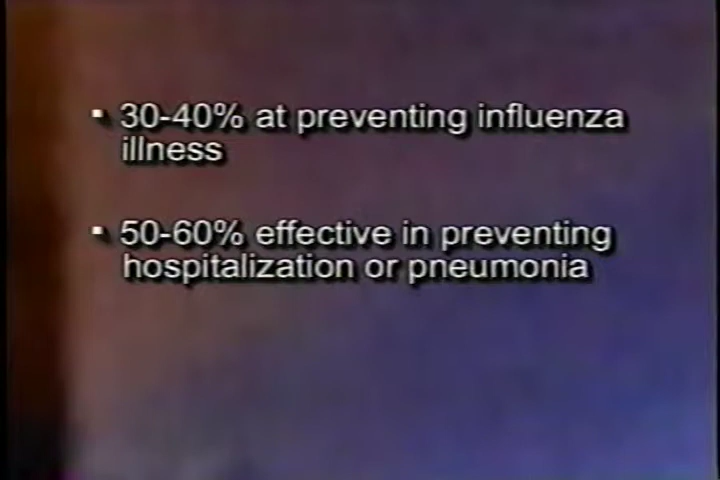 ▪ 30-40% at preventing influenza
illness
▪ 50-60% effective in preventing
hospitalization or pneumonia